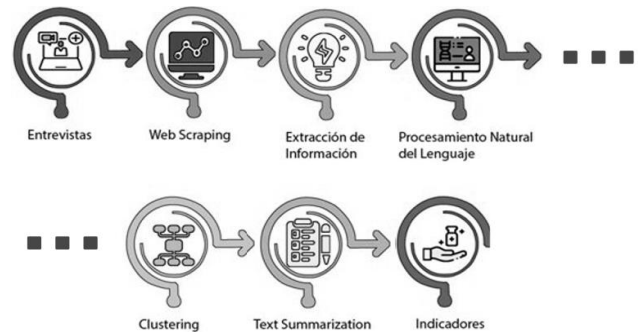 Entrevistas
Web Scraping
Extracción de
Información
Procesamiento Natural
del Lenguaje
Clustering
Text Summarization
Indicadores